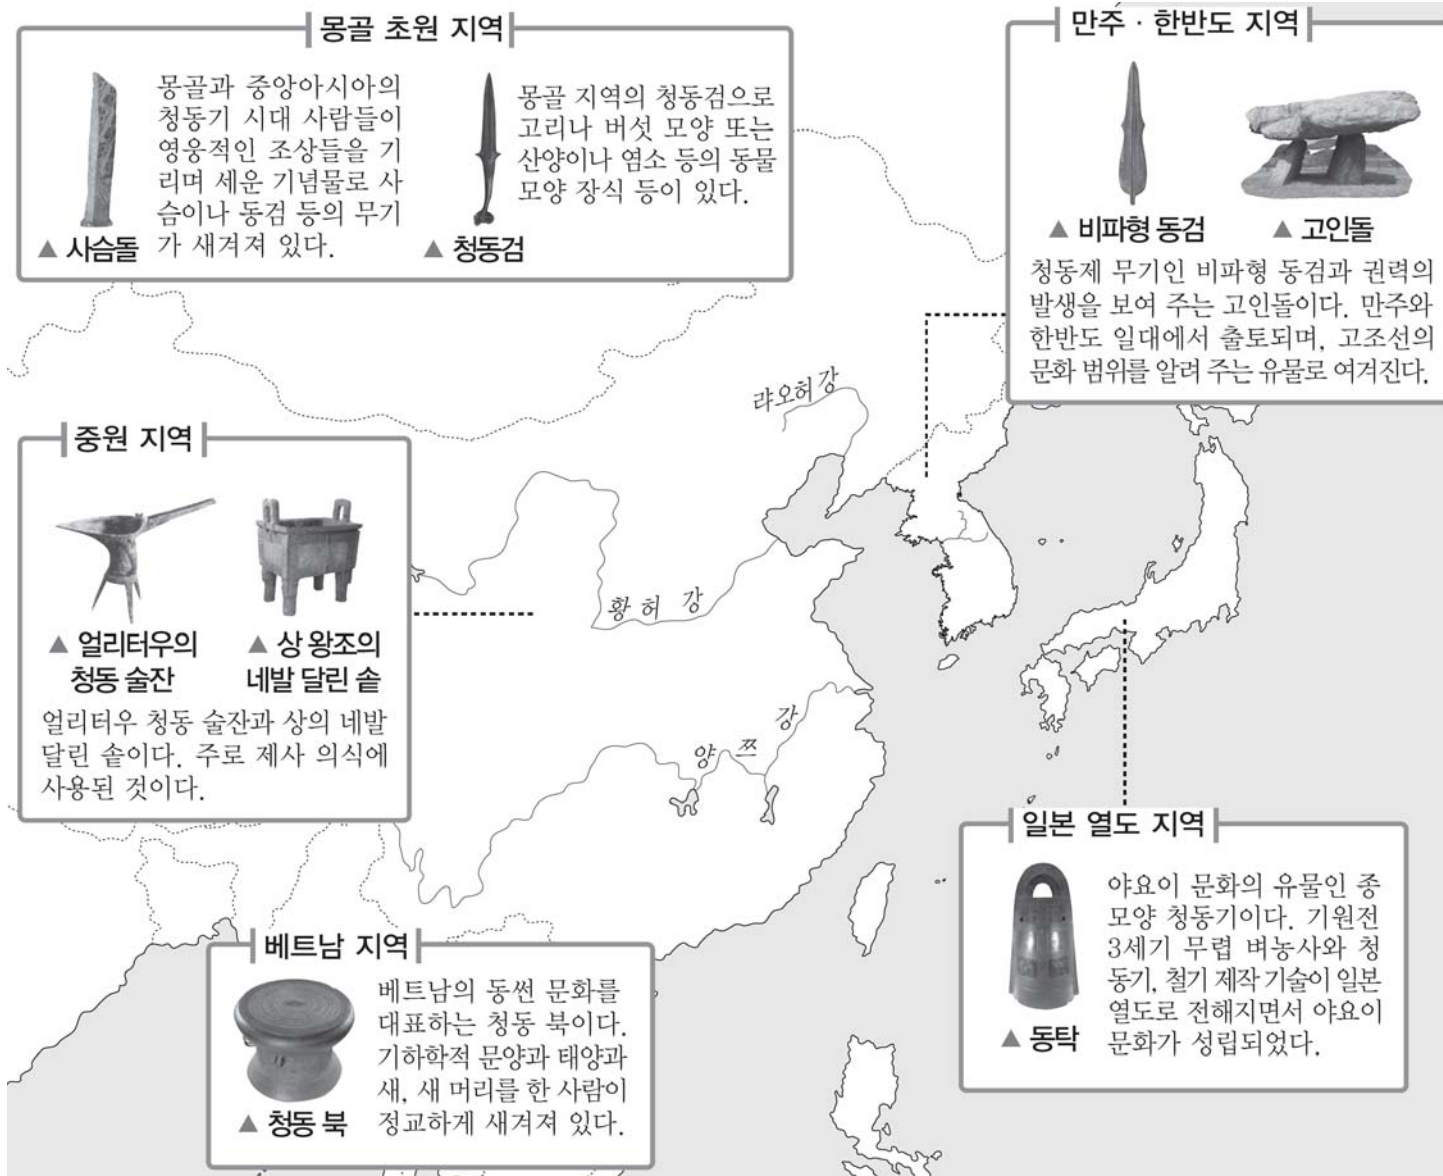 몽골 초원 지역
몽골과 중앙아시아의
청동기 시대 사람들이
영웅적인 조상들을 기
리며 세운 기념물로 사
슴이나 동검 등의 무기
가 새겨져 있다.
▲ 사슴돌
몽골 지역의 청동검으로
고리나 버섯 모양 또는
산양이나 염소 등의 동물
모양 장식 등이 있다.
▲ 청동검
만주 · 한반도 지역
▲ 비파형 동검
▲ 고인돌
청동제 무기인 비파형 동검과 권력의
발생을 보여 주는 고인돌이다. 만주와
한반도 일대에서 출토되며, 고조선의
문화 범위를 알려 주는 유물로 여겨진다.
랴오허 강
중원 지역
▲ 얼리터우의
청동 술잔
▲ 상 왕조의
네발 달린 솥
얼리터우 청동 술잔과 상의 네발
달린 솥이다. 주로 제사 의식에
사용된 것이다.
황허 강
양쯔 강
일본 열도 지역
야요이 문화의 유물인 종
모양 청동기이다. 기원전
3세기 무렵 벼농사와 청
동기, 철기 제작 기술이 일본
열도로 전해지면서 야요이
문화가 성립되었다.
▲ 동탁
베트남 지역
베트남의 동썬 문화를
대표하는 청동 북이다.
기하학적 문양과 태양과
새, 새 머리를 한 사람이
정교하게 새겨져 있다.
▲ 청동 북